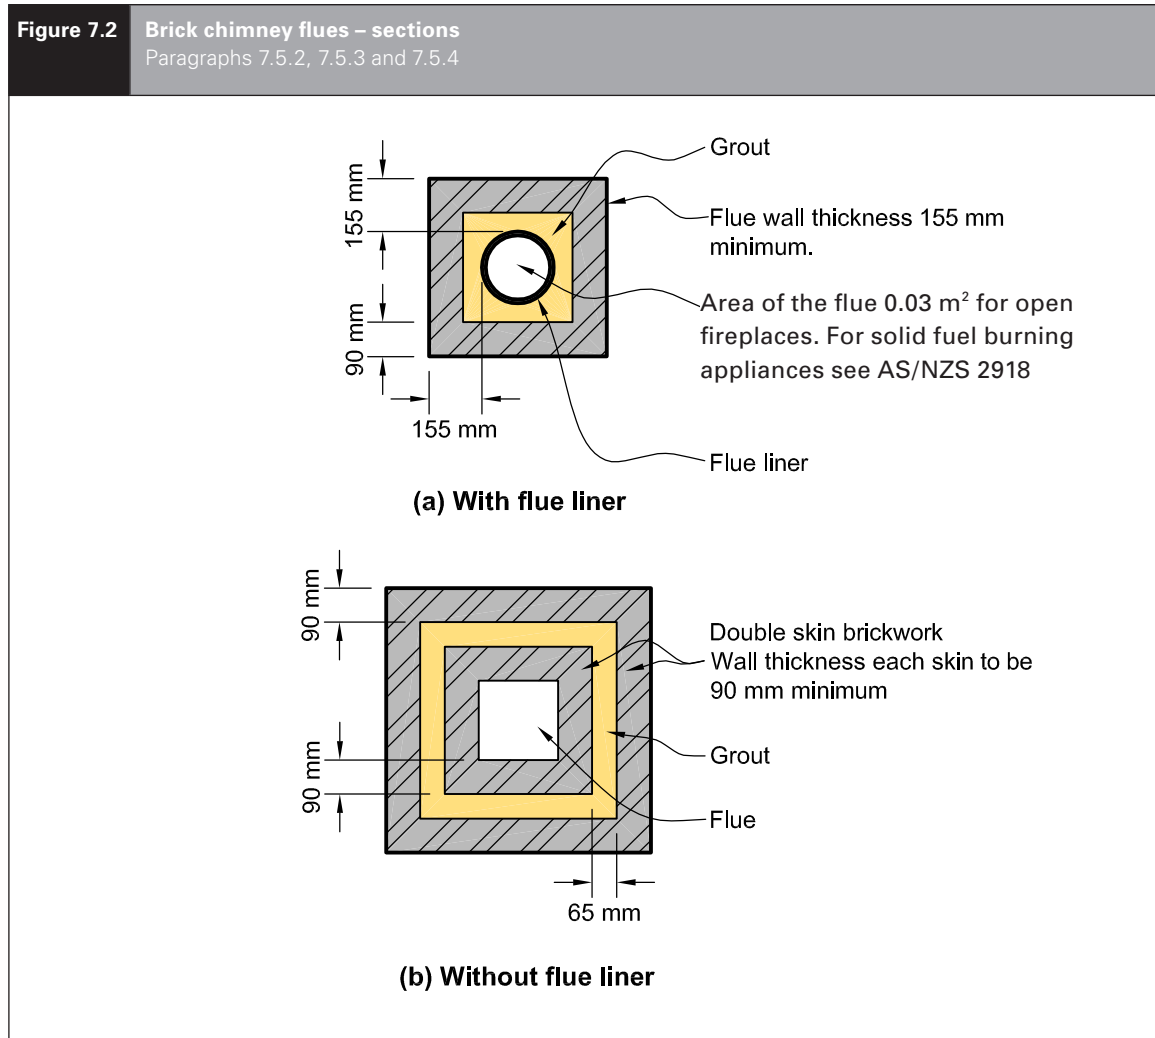 Figure 7.2
Brick chimney flues – sections
Paragraphs 7.5.2, 7.5.3 and 7.5.4
155 mm
90 mm
155 mm
Grout
Flue wall thickness 155 mm
minimum.
Area of the flue 0.03 m² for open
fireplaces. For solid fuel burning
appliances see AS/NZS 2918
Flue liner
(a) With flue liner
90 mm
90 mm
Double skin brickwork
Wall thickness each skin to be
90 mm minimum
Grout
Flue
65 mm
(b) Without flue liner